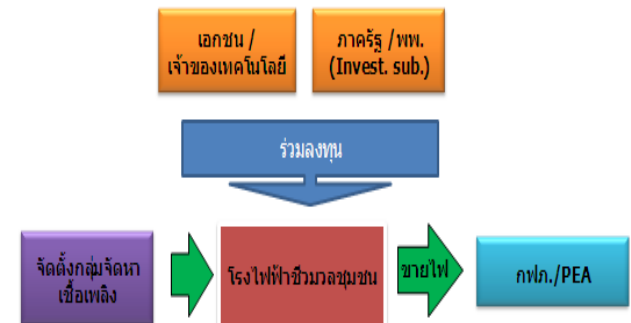 เอกชน /
เจ้าของเทคโนโลยี
ภาครัฐ /พพ.
(Invest. sub.)
ร่วมลงทุน
จัดตั้งกลุ่มจัดหา
เชื้อเพลิง
โรงไฟฟ้าชีวมวลชุมชน
ขายไฟ
กฟภ./PEA